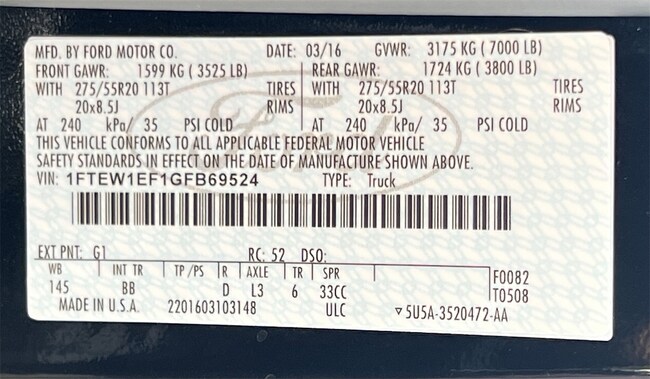 MFD. BY FORD MOTOR CO. DATE: 03/16 GVWR: 3175 KG ( 7000 LB)
FRONT GAWR: 1599 KG ( 3525 LB) REAR GAWR: 1724 KG ( 3800 LB)
WITH 275/55R20 113T TIRES WITH 275/55R20 113T TIRES
20x8.5J RIMS 20x8.5J RIMS
AT 240 kPa/ 35 PSI COLD AT 240 kPa/ 35 PSI COLD
THIS VEHICLE CONFORMS TO ALL APPLICABLE FEDERAL MOTOR VEHICLE
SAFETY STANDARDS IN EFFECT ON THE DATE OF MANUFACTURE SHOWN ABOVE.
VIN: 1FTEW1EF1GFB69524 TYPE: Truck
Ford
EXT PNT: G1 RC: 52 DSO:
WB INT TR TP/PS R AXLE TR SPR F0082
145 BB D L3 6 33CC T0508
MADE IN U.S.A. 2201603103148 ULC ▽5U5A-3520472-AA